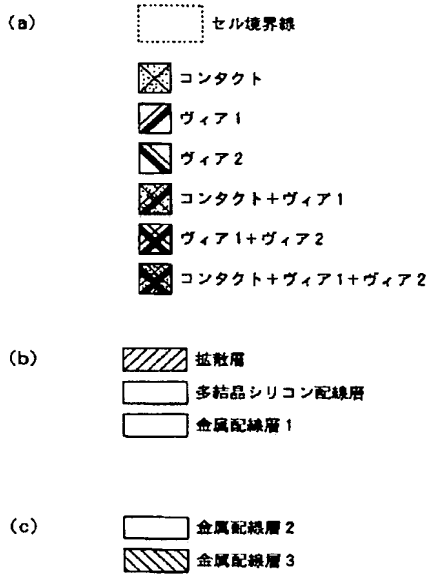 (a)
セル境界線
コンタクト
ヴィア1
ヴィア2
コンタクト+ヴィア1
ヴィア1+ヴィア2
コンタクト+ヴィア1+ヴィア2
(b)
拡散層
多結晶シリコン配線層
金属配線層1
(c)
金属配線層2
金属配線層3